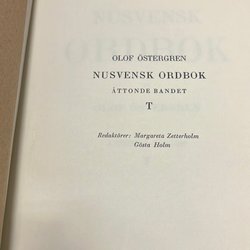 OLOF ÖSTERGREN
NUSVENSK ORDBOK
ÅTTONDE BANDET
T
Redaktörer: Margareta Zetterholm
Gösta Holm